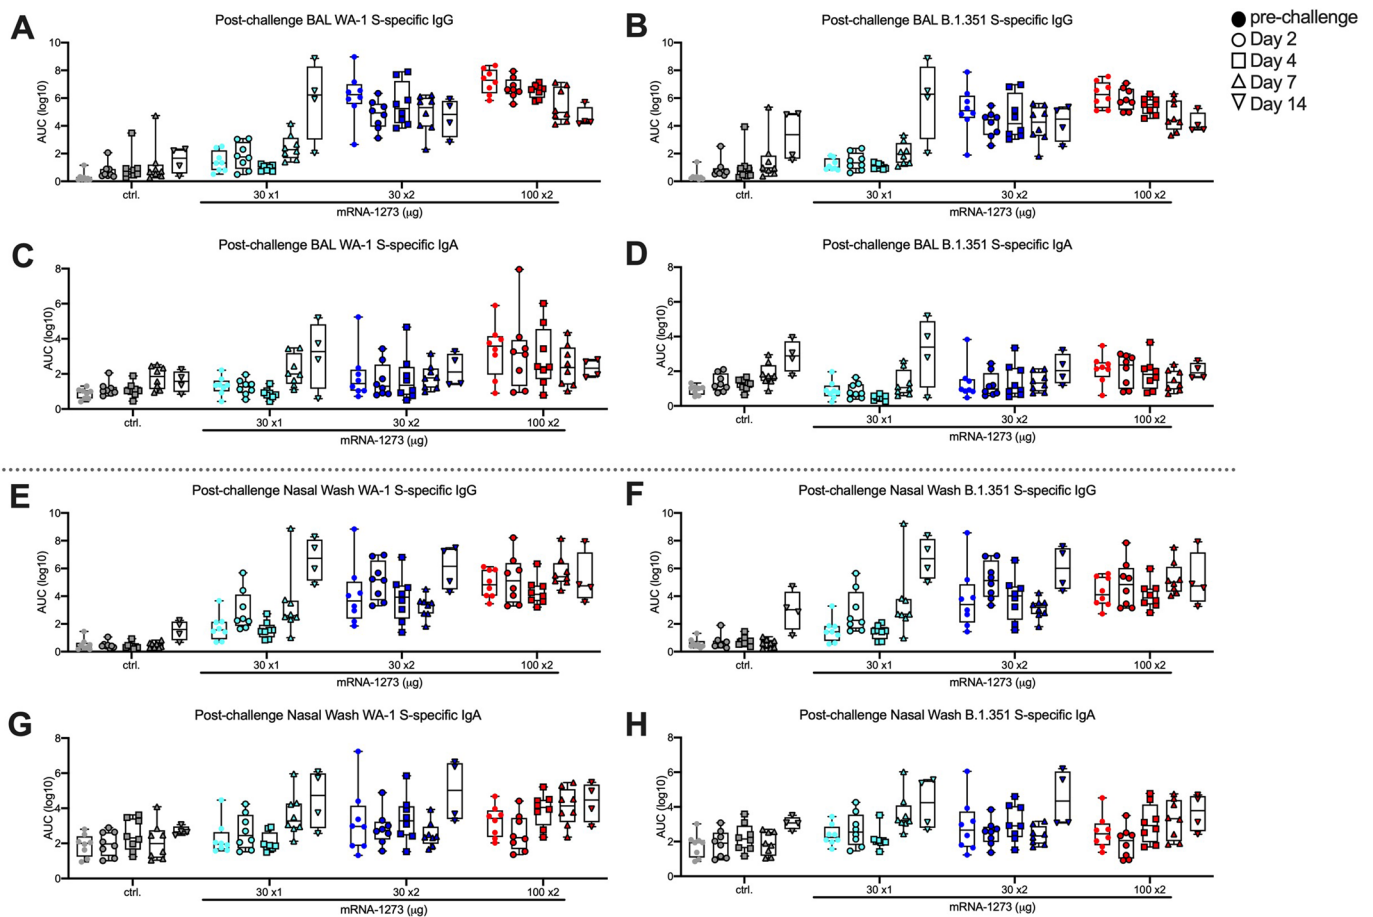 A
Post-challenge BAL WA-1 S-specific IgG
AUC (log10)
10
8
6
4
2
0
ctrl.
30 x1
30 x2
100 x2
mRNA-1273 (μg)
B
Post-challenge BAL B.1.351 S-specific IgG
AUC (log10)
10
8
6
4
2
0
ctrl.
30 x1
30 x2
100 x2
mRNA-1273 (μg)
pre-challenge
Day 2
Day 4
Day 7
Day 14
C
Post-challenge BAL WA-1 S-specific IgA
AUC (log10)
8
6
4
2
0
ctrl.
30 x1
30 x2
100 x2
mRNA-1273 (μg)
D
Post-challenge BAL B.1.351 S-specific IgA
AUC (log10)
8
6
4
2
0
ctrl.
30 x1
30 x2
100 x2
mRNA-1273 (μg)
E
Post-challenge Nasal Wash WA-1 S-specific IgG
AUC (log10)
10
8
6
4
2
0
ctrl.
30 x1
30 x2
100 x2
mRNA-1273 (μg)
F
Post-challenge Nasal Wash B.1.351 S-specific IgG
AUC (log10)
10
8
6
4
2
0
ctrl.
30 x1
30 x2
100 x2
mRNA-1273 (μg)
G
Post-challenge Nasal Wash WA-1 S-specific IgA
AUC (log10)
8
6
4
2
0
ctrl.
30 x1
30 x2
100 x2
mRNA-1273 (μg)
H
Post-challenge Nasal Wash B.1.351 S-specific IgA
AUC (log10)
8
6
4
2
0
ctrl.
30 x1
30 x2
100 x2
mRNA-1273 (μg)